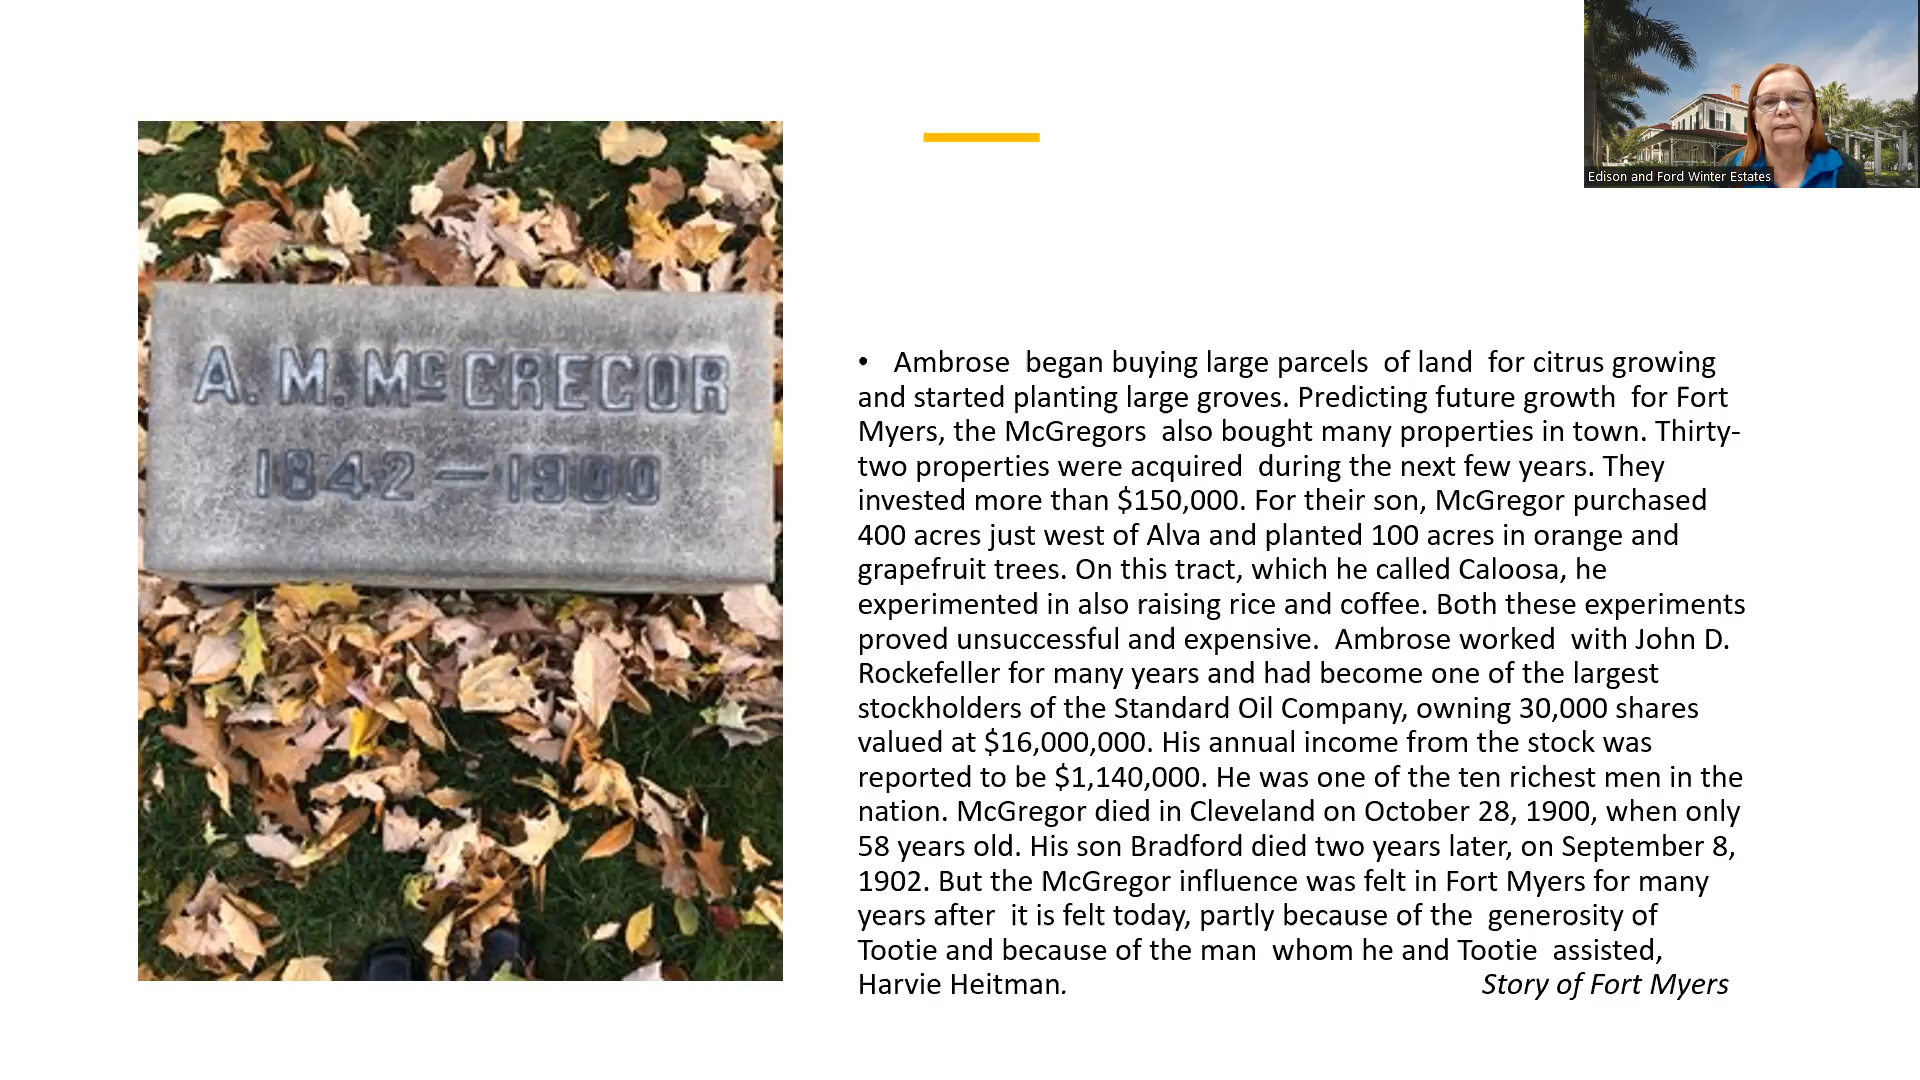 Edison and Ford Winter Estates
A. M. McGREGOR
1842 – 1900
• Ambrose  began buying large parcels  of land  for citrus growing
and started planting large groves. Predicting future growth  for Fort
Myers, the McGregors  also bought many properties in town. Thirty-
two properties were acquired  during the next few years. They
invested more than $150,000. For their son, McGregor purchased
400 acres just west of Alva and planted 100 acres in orange and
grapefruit trees. On this tract, which he called Caloosa, he
experimented in also raising rice and coffee. Both these experiments
proved unsuccessful and expensive.  Ambrose worked  with John D.
Rockefeller for many years and had become one of the largest
stockholders of the Standard Oil Company, owning 30,000 shares
valued at $16,000,000. His annual income from the stock was
reported to be $1,140,000. He was one of the ten richest men in the
nation. McGregor died in Cleveland on October 28, 1900, when only
58 years old. His son Bradford died two years later, on September 8,
1902. But the McGregor influence was felt in Fort Myers for many
years after  it is felt today, partly because of the  generosity of
Tootie and because of the man  whom he and Tootie  assisted,
Harvie Heitman. Story of Fort Myers